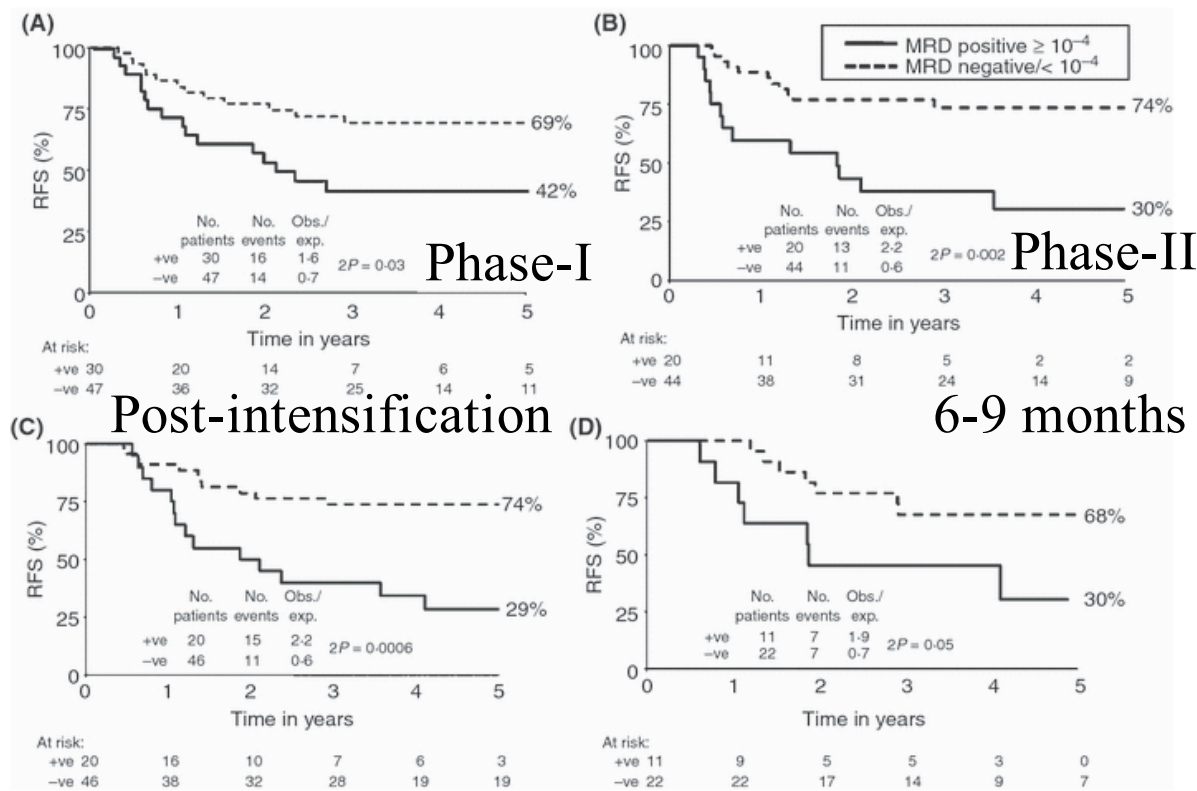 (A)
100
75
50
25
0
RFS (%)
69%
42%
No. No. Obs./
patients events exp.
+ve 30 16 1·6
−ve 47 14 0·7
2P = 0·03
Phase-I
0 1 2 3 4 5
Time in years
At risk:
+ve 30 20 14 7 6 5
−ve 47 36 32 25 14 11
(B)
MRD positive ≥ 10⁻⁴
MRD negative/< 10⁻⁴
100
75
50
25
0
RFS (%)
74%
30%
No. No. Obs./
patients events exp.
+ve 20 13 2·2
−ve 44 11 0·6
2P = 0·002
Phase-II
0 1 2 3 4 5
Time in years
At risk:
+ve 20 11 8 5 2 2
−ve 44 38 31 24 14 9
(C)
Post-intensification
100
75
50
25
0
RFS (%)
74%
29%
No. No. Obs./
patients events exp.
+ve 20 15 2·2
−ve 46 11 0·6
2P = 0·0006
0 1 2 3 4 5
Time in years
At risk:
+ve 20 16 10 7 6 3
−ve 46 38 32 28 19 19
(D)
6-9 months
100
75
50
25
0
RFS (%)
68%
30%
No. No. Obs./
patients events exp.
+ve 11 7 1·9
−ve 22 7 0·7
2P = 0·05
0 1 2 3 4 5
Time in years
At risk:
+ve 11 9 5 5 3 0
−ve 22 22 17 14 9 7